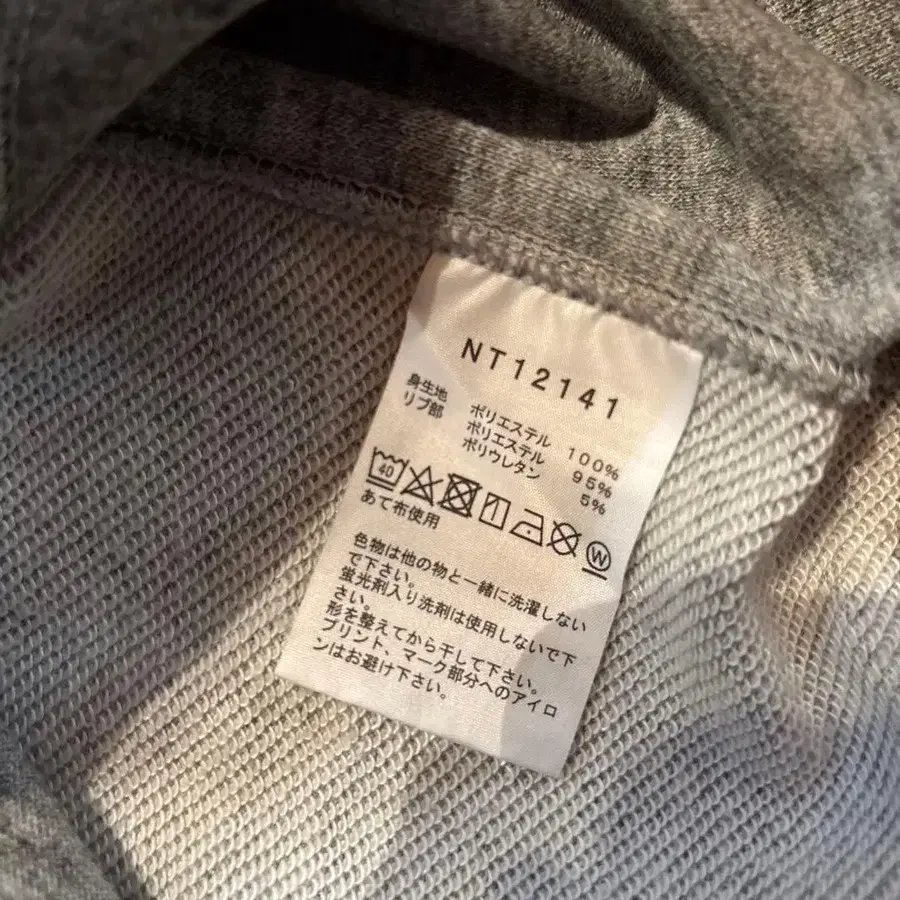 NT12141
身生地 ポリエステル 100%
リブ部 ポリエステル 95%
ポリウレタン 5%
40 W
あて布使用
色物は他の物と一緒に洗濯しない
で下さい。
蛍光剤入り洗剤は使用しないで下
さい。
形を整えてから干して下さい。
プリント、マーク部分へのアイロ
ンはお避け下さい。